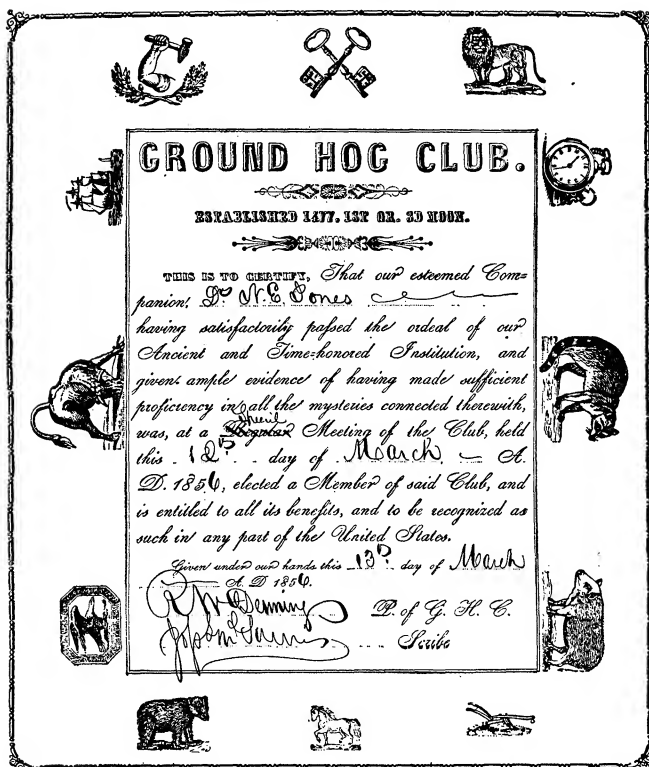 GROUND HOG CLUB.
ESTABLISHED 1477. 1ST QR. 3D MOON.
THIS IS TO CERTIFY, That our esteemed Com=
panion, Dr N. E. Jones
having satisfactorily passed the ordeal of our
Ancient and Time=honored Institution, and
given ample evidence of having made sufficient
proficiency in all the mysteries connected therewith,
was, at a Regular Meeting of the Club, held
this 12th day of March A.
D. 1856, elected a Member of said Club, and
is entitled to all its benefits, and to be recognized as
such in any part of the United States.
Given under our hands this 13th day of March
A. D. 1856.
P. of G. H. C.
Scribe